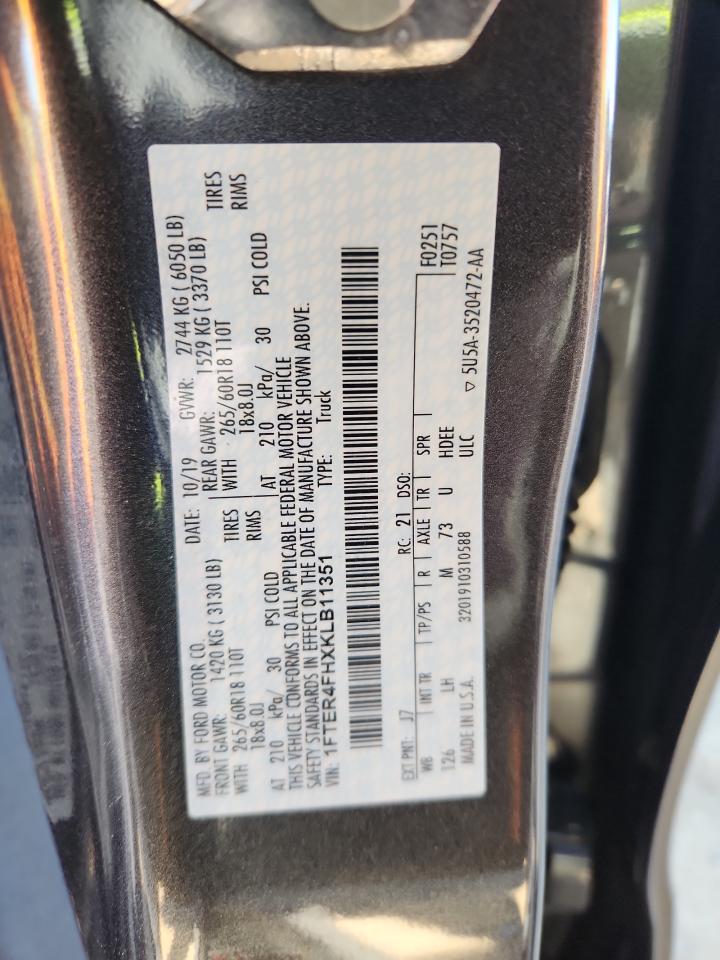 MFD. BY FORD MOTOR CO. DATE: 10/19 GVWR: 2744 KG ( 6050 LB)
FRONT GAWR: 1420 KG ( 3130 LB) REAR GAWR: 1529 KG ( 3370 LB)
WITH 265/60R18 110T TIRES WITH 265/60R18 110T TIRES
18x8.0J RIMS 18x8.0J RIMS
AT 210 kPa/ 30 PSI COLD AT 210 kPa/ 30 PSI COLD
THIS VEHICLE CONFORMS TO ALL APPLICABLE FEDERAL MOTOR VEHICLE
SAFETY STANDARDS IN EFFECT ON THE DATE OF MANUFACTURE SHOWN ABOVE.
VIN: 1FTER4FHXKLB11351 TYPE: Truck
F0251
EXT PNT: J7 RC: 21 DSO: T0757
WB INT TR TP/PS R AXLE TR SPR
126 LH M 73 U HDEE
MADE IN U.S.A. 3201910310588 ULC ▽ 5U5A-3520472-AA